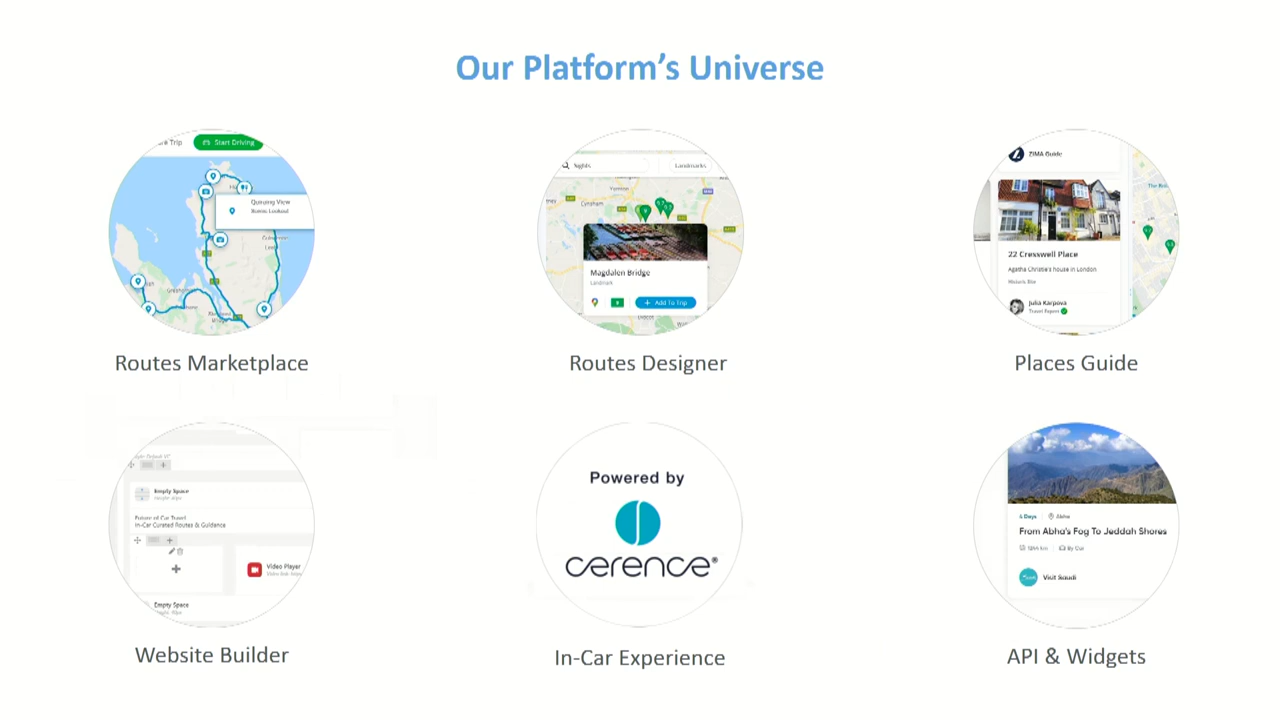 Our Platform's Universe
Trip
Start Driving
Queuing View
Routes Marketplace
Landmarks
Magdalen Bridge
Landmark
+ Add To Trip
Routes Designer
ZIMA Guide
22 Cresswell Place
Agatha Christie's house in London
Julia Karpova
Travel Expert
Places Guide
Empty Space
Future of Car Travel
In-Car Curated Routes & Guidance
Video Player
Empty Space
Website Builder
Powered by
cerence®
In-Car Experience
4 Days
Abha
From Abha's Fog To Jeddah Shores
By Car
Visit Saudi
API & Widgets